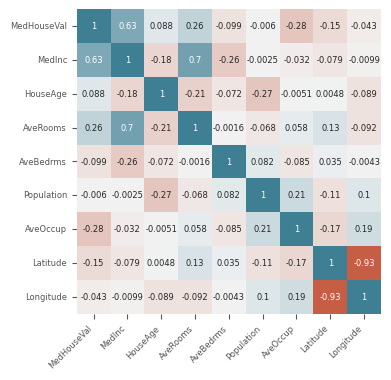 MedHouseVal 1 0.63 0.088 0.26 -0.099 -0.006 -0.28 -0.15 -0.043
MedInc 0.63 1 -0.18 0.7 -0.26 -0.0025 -0.032 -0.079 -0.0099
HouseAge 0.088 -0.18 1 -0.21 -0.072 -0.27 -0.0051 0.0048 -0.089
AveRooms 0.26 0.7 -0.21 1 -0.0016 -0.068 0.058 0.13 -0.092
AveBedrms -0.099 -0.26 -0.072 -0.0016 1 0.082 -0.085 0.035 -0.0043
Population -0.006 -0.0025 -0.27 -0.068 0.082 1 0.21 -0.11 0.1
AveOccup -0.28 -0.032 -0.0051 0.058 -0.085 0.21 1 -0.17 0.19
Latitude -0.15 -0.079 0.0048 0.13 0.035 -0.11 -0.17 1 -0.93
Longitude -0.043 -0.0099 -0.089 -0.092 -0.0043 0.1 0.19 -0.93 1
MedHouseVal MedInc HouseAge AveRooms AveBedrms Population AveOccup Latitude Longitude